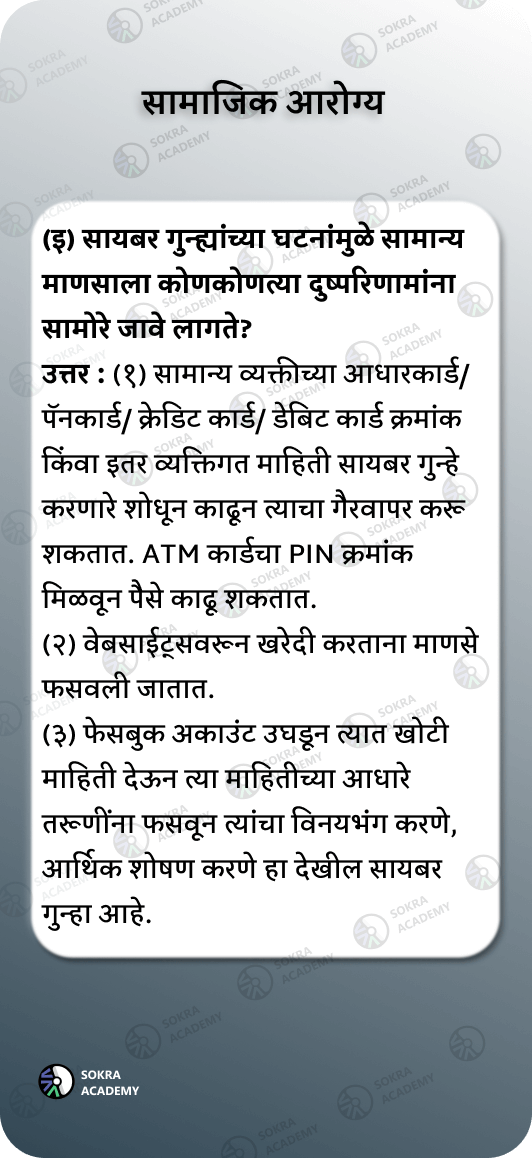 सामाजिक आरोग्य
(इ) सायबर गुन्ह्यांच्या घटनांमुळे सामान्य
माणसाला कोणकोणत्या दुष्परिणामांना
सामोरे जावे लागते?
उत्तर : (१) सामान्य व्यक्तीच्या आधारकार्ड/
पॅनकार्ड/ क्रेडिट कार्ड/ डेबिट कार्ड क्रमांक
किंवा इतर व्यक्तिगत माहिती सायबर गुन्हे
करणारे शोधून काढून त्याचा गैरवापर करू
शकतात. ATM कार्डचा PIN क्रमांक
मिळवून पैसे काढू शकतात.
(२) वेबसाईट्सवरून खरेदी करताना माणसे
फसवली जातात.
(३) फेसबुक अकाउंट उघडून त्यात खोटी
माहिती देऊन त्या माहितीच्या आधारे
तरूणींना फसवून त्यांचा विनयभंग करणे,
आर्थिक शोषण करणे हा देखील सायबर
गुन्हा आहे.
SOKRA
ACADEMY